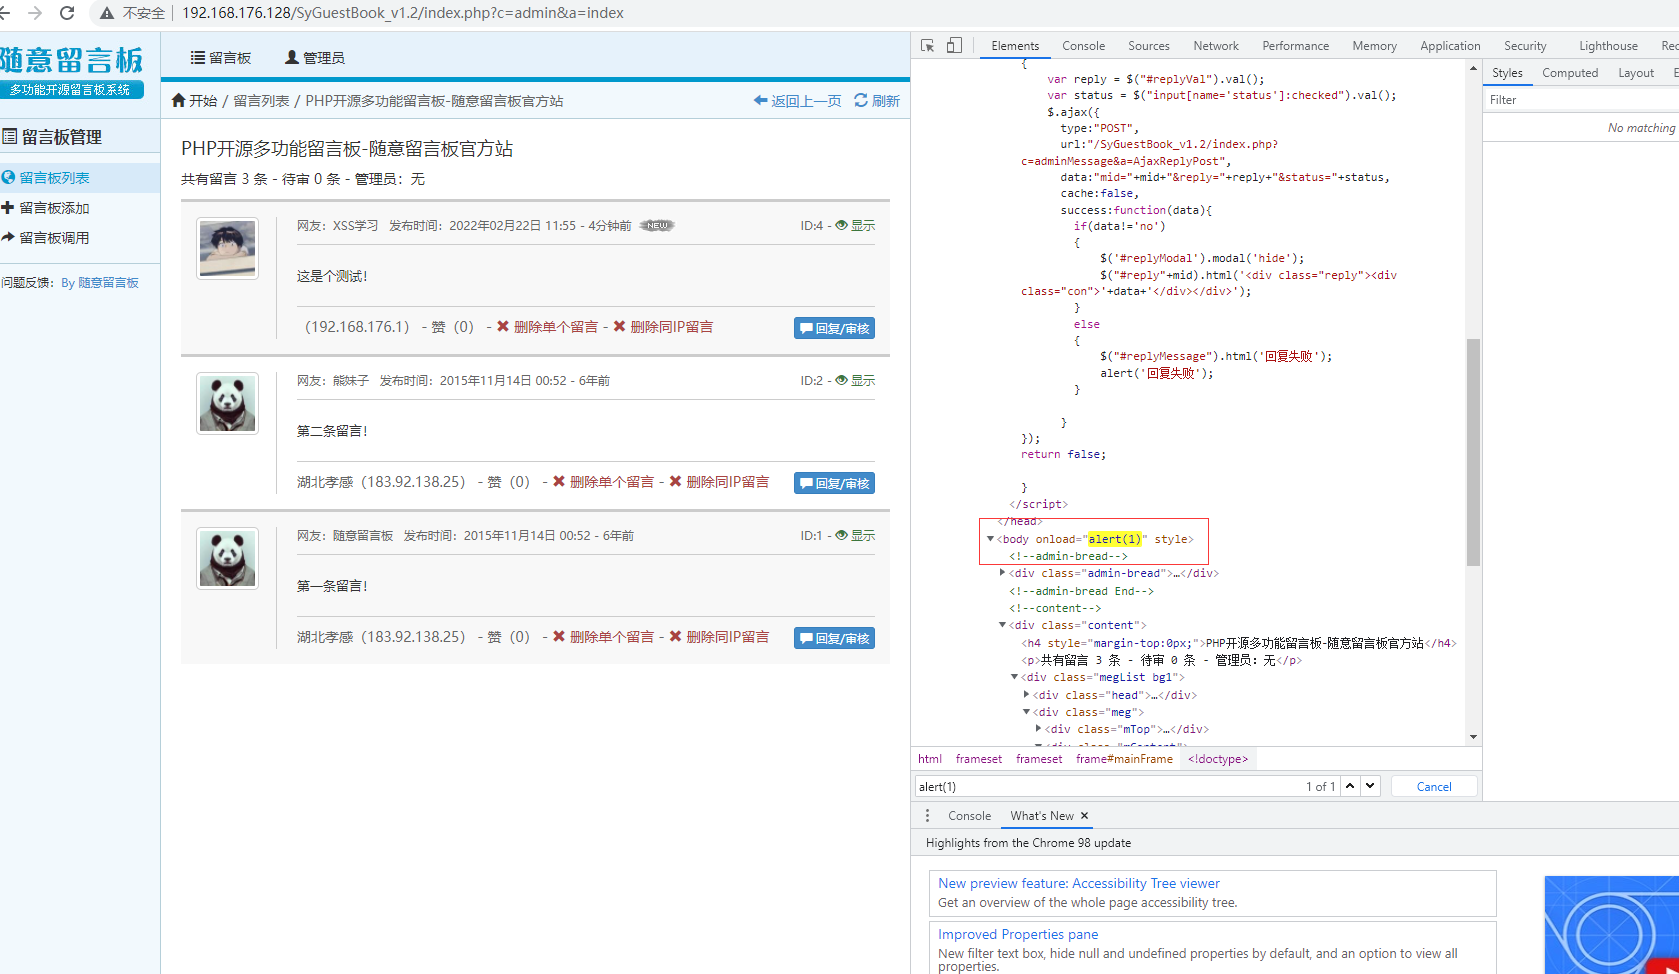 不安全 192.168.176.128/SyGuestBook_v1.2/index.php?c=admin&a=index
随意留言板
多功能开源留言板系统
留言板 管理员
开始 / 留言列表 / PHP开源多功能留言板-随意留言板官方站 返回上一页 刷新
留言板管理
留言板列表
留言板添加
留言板调用
问题反馈：By 随意留言板
PHP开源多功能留言板-随意留言板官方站
共有留言 3 条 - 待审 0 条 - 管理员：无
网友：XSS学习 发布时间：2022年02月22日 11:55 - 4分钟前 NEW ID:4 - 显示
这是个测试!
（192.168.176.1） - 赞（0） - 删除单个留言 - 删除同IP留言 回复/审核
网友：熊妹子 发布时间：2015年11月14日 00:52 - 6年前 ID:2 - 显示
第二条留言!
湖北孝感（183.92.138.25） - 赞（0） - 删除单个留言 - 删除同IP留言 回复/审核
网友：随意留言板 发布时间：2015年11月14日 00:52 - 6年前 ID:1 - 显示
第一条留言!
湖北孝感（183.92.138.25） - 赞（0） - 删除单个留言 - 删除同IP留言 回复/审核
Elements Console Sources Network Performance Memory Application Security Lighthouse Rec
{
var reply = $("#replyVal").val();
var status = $("input[name='status']:checked").val();
$.ajax({
type:"POST",
url:"/SyGuestBook_v1.2/index.php?
c=adminMessage&a=AjaxReplyPost",
data:"mid="+mid+"&reply="+reply+"&status="+status,
cache:false,
success:function(data){
if(data!='no')
{
$('#replyModal').modal('hide');
$("#reply"+mid).html('<div class="reply"><div
class="con">'+data+'</div></div>');
}
else
{
$("#replyMessage").html('回复失败');
alert('回复失败');
}
}
});
return false;
}
</script>
</head>
<body onload="alert(1)" style>
<!--admin-bread-->
<div class="admin-bread">…</div>
<!--admin-bread End-->
<!--content-->
<div class="content">
<h4 style="margin-top:0px;">PHP开源多功能留言板-随意留言板官方站</h4>
<p>共有留言 3 条 - 待审 0 条 - 管理员：无</p>
<div class="megList bg1">
<div class="head">…</div>
<div class="meg">
<div class="mTop">…</div>
<div class="mContent">
html frameset frameset frame#mainFrame <!doctype>
alert(1) 1 of 1 Cancel
Styles Computed Layout E
Filter
No matching
Console What's New ×
Highlights from the Chrome 98 update
New preview feature: Accessibility Tree viewer
Get an overview of the whole page accessibility tree.
Improved Properties pane
New filter text box, hide null and undefined properties by default, and an option to view all
properties.